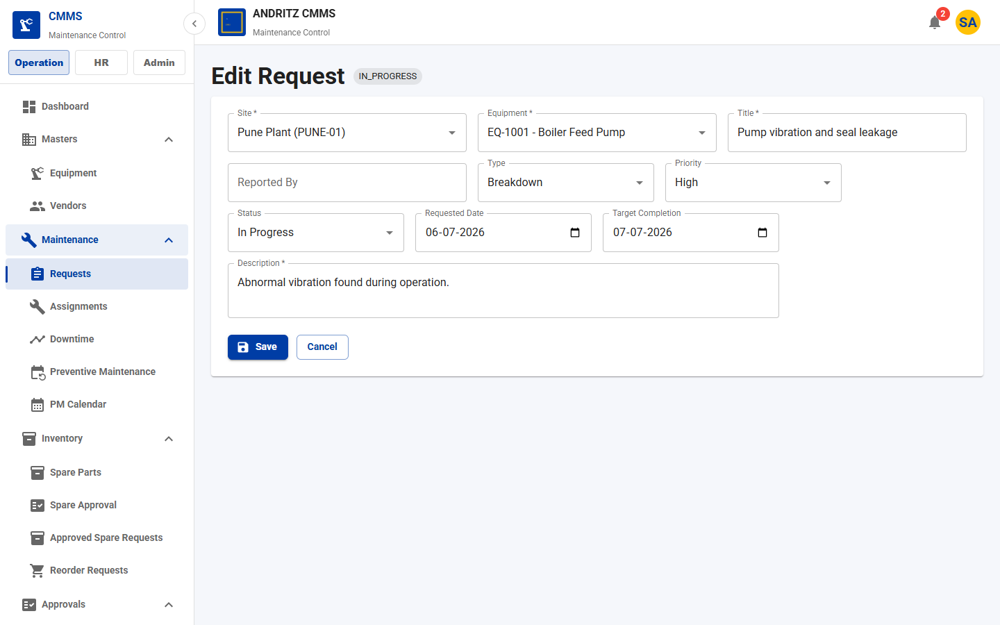 CMMS
Maintenance Control
Operation
HR
Admin
Dashboard
Masters
Equipment
Vendors
Maintenance
Requests
Assignments
Downtime
Preventive Maintenance
PM Calendar
Inventory
Spare Parts
Spare Approval
Approved Spare Requests
Reorder Requests
Approvals
ANDRITZ CMMS
Maintenance Control
2
SA
Edit Request
IN_PROGRESS
Site *
Pune Plant (PUNE-01)
Equipment *
EQ-1001 - Boiler Feed Pump
Title *
Pump vibration and seal leakage
Reported By
Type
Breakdown
Priority
High
Status
In Progress
Requested Date
06-07-2026
Target Completion
07-07-2026
Description *
Abnormal vibration found during operation.
Save
Cancel